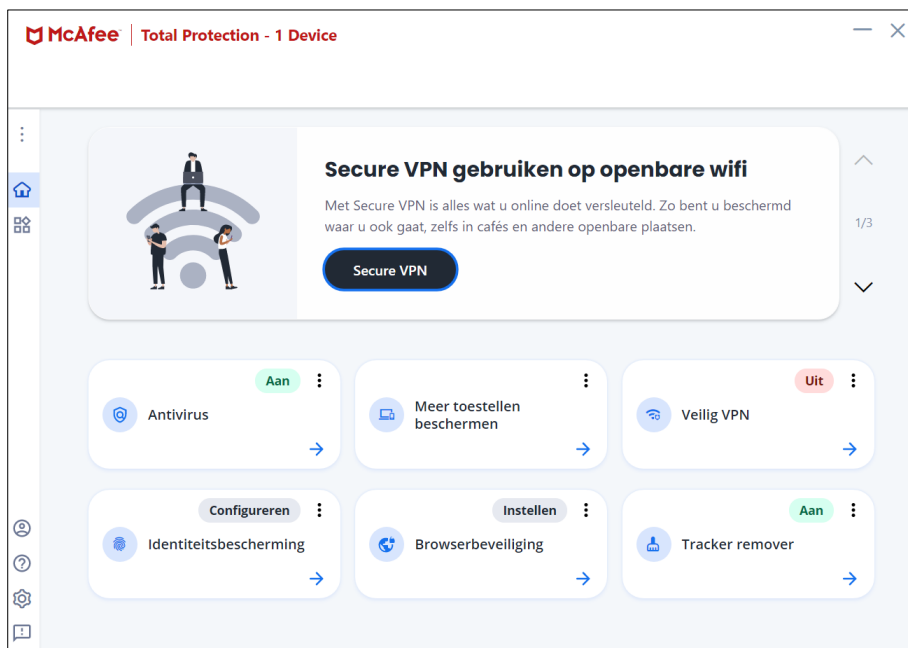 McAfee Total Protection - 1 Device
Secure VPN gebruiken op openbare wifi
Met Secure VPN is alles wat u online doet versleuteld. Zo bent u beschermd
waar u ook gaat, zelfs in cafés en andere openbare plaatsen.
1/3
Secure VPN
Aan
Antivirus
Meer toestellen
beschermen
Uit
Veilig VPN
Configureren
Identiteitsbescherming
Instellen
Browserbeveiliging
Aan
Tracker remover